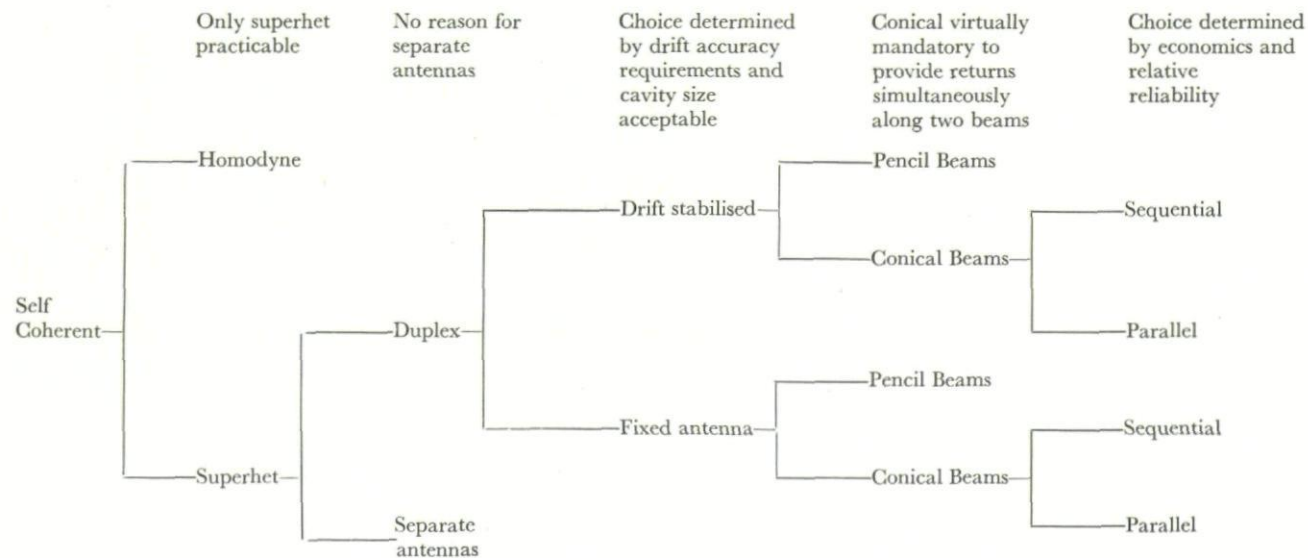 Only superhet
practicable
No reason for
separate
antennas
Choice determined
by drift accuracy
requirements and
cavity size
acceptable
Conical virtually
mandatory to
provide returns
simultaneously
along two beams
Choice determined
by economics and
relative
reliability
Homodyne
Pencil Beams
Drift stabilised
Sequential
Conical Beams
Self
Coherent
Duplex
Parallel
Pencil Beams
Fixed antenna
Sequential
Superhet
Conical Beams
Separate
antennas
Parallel